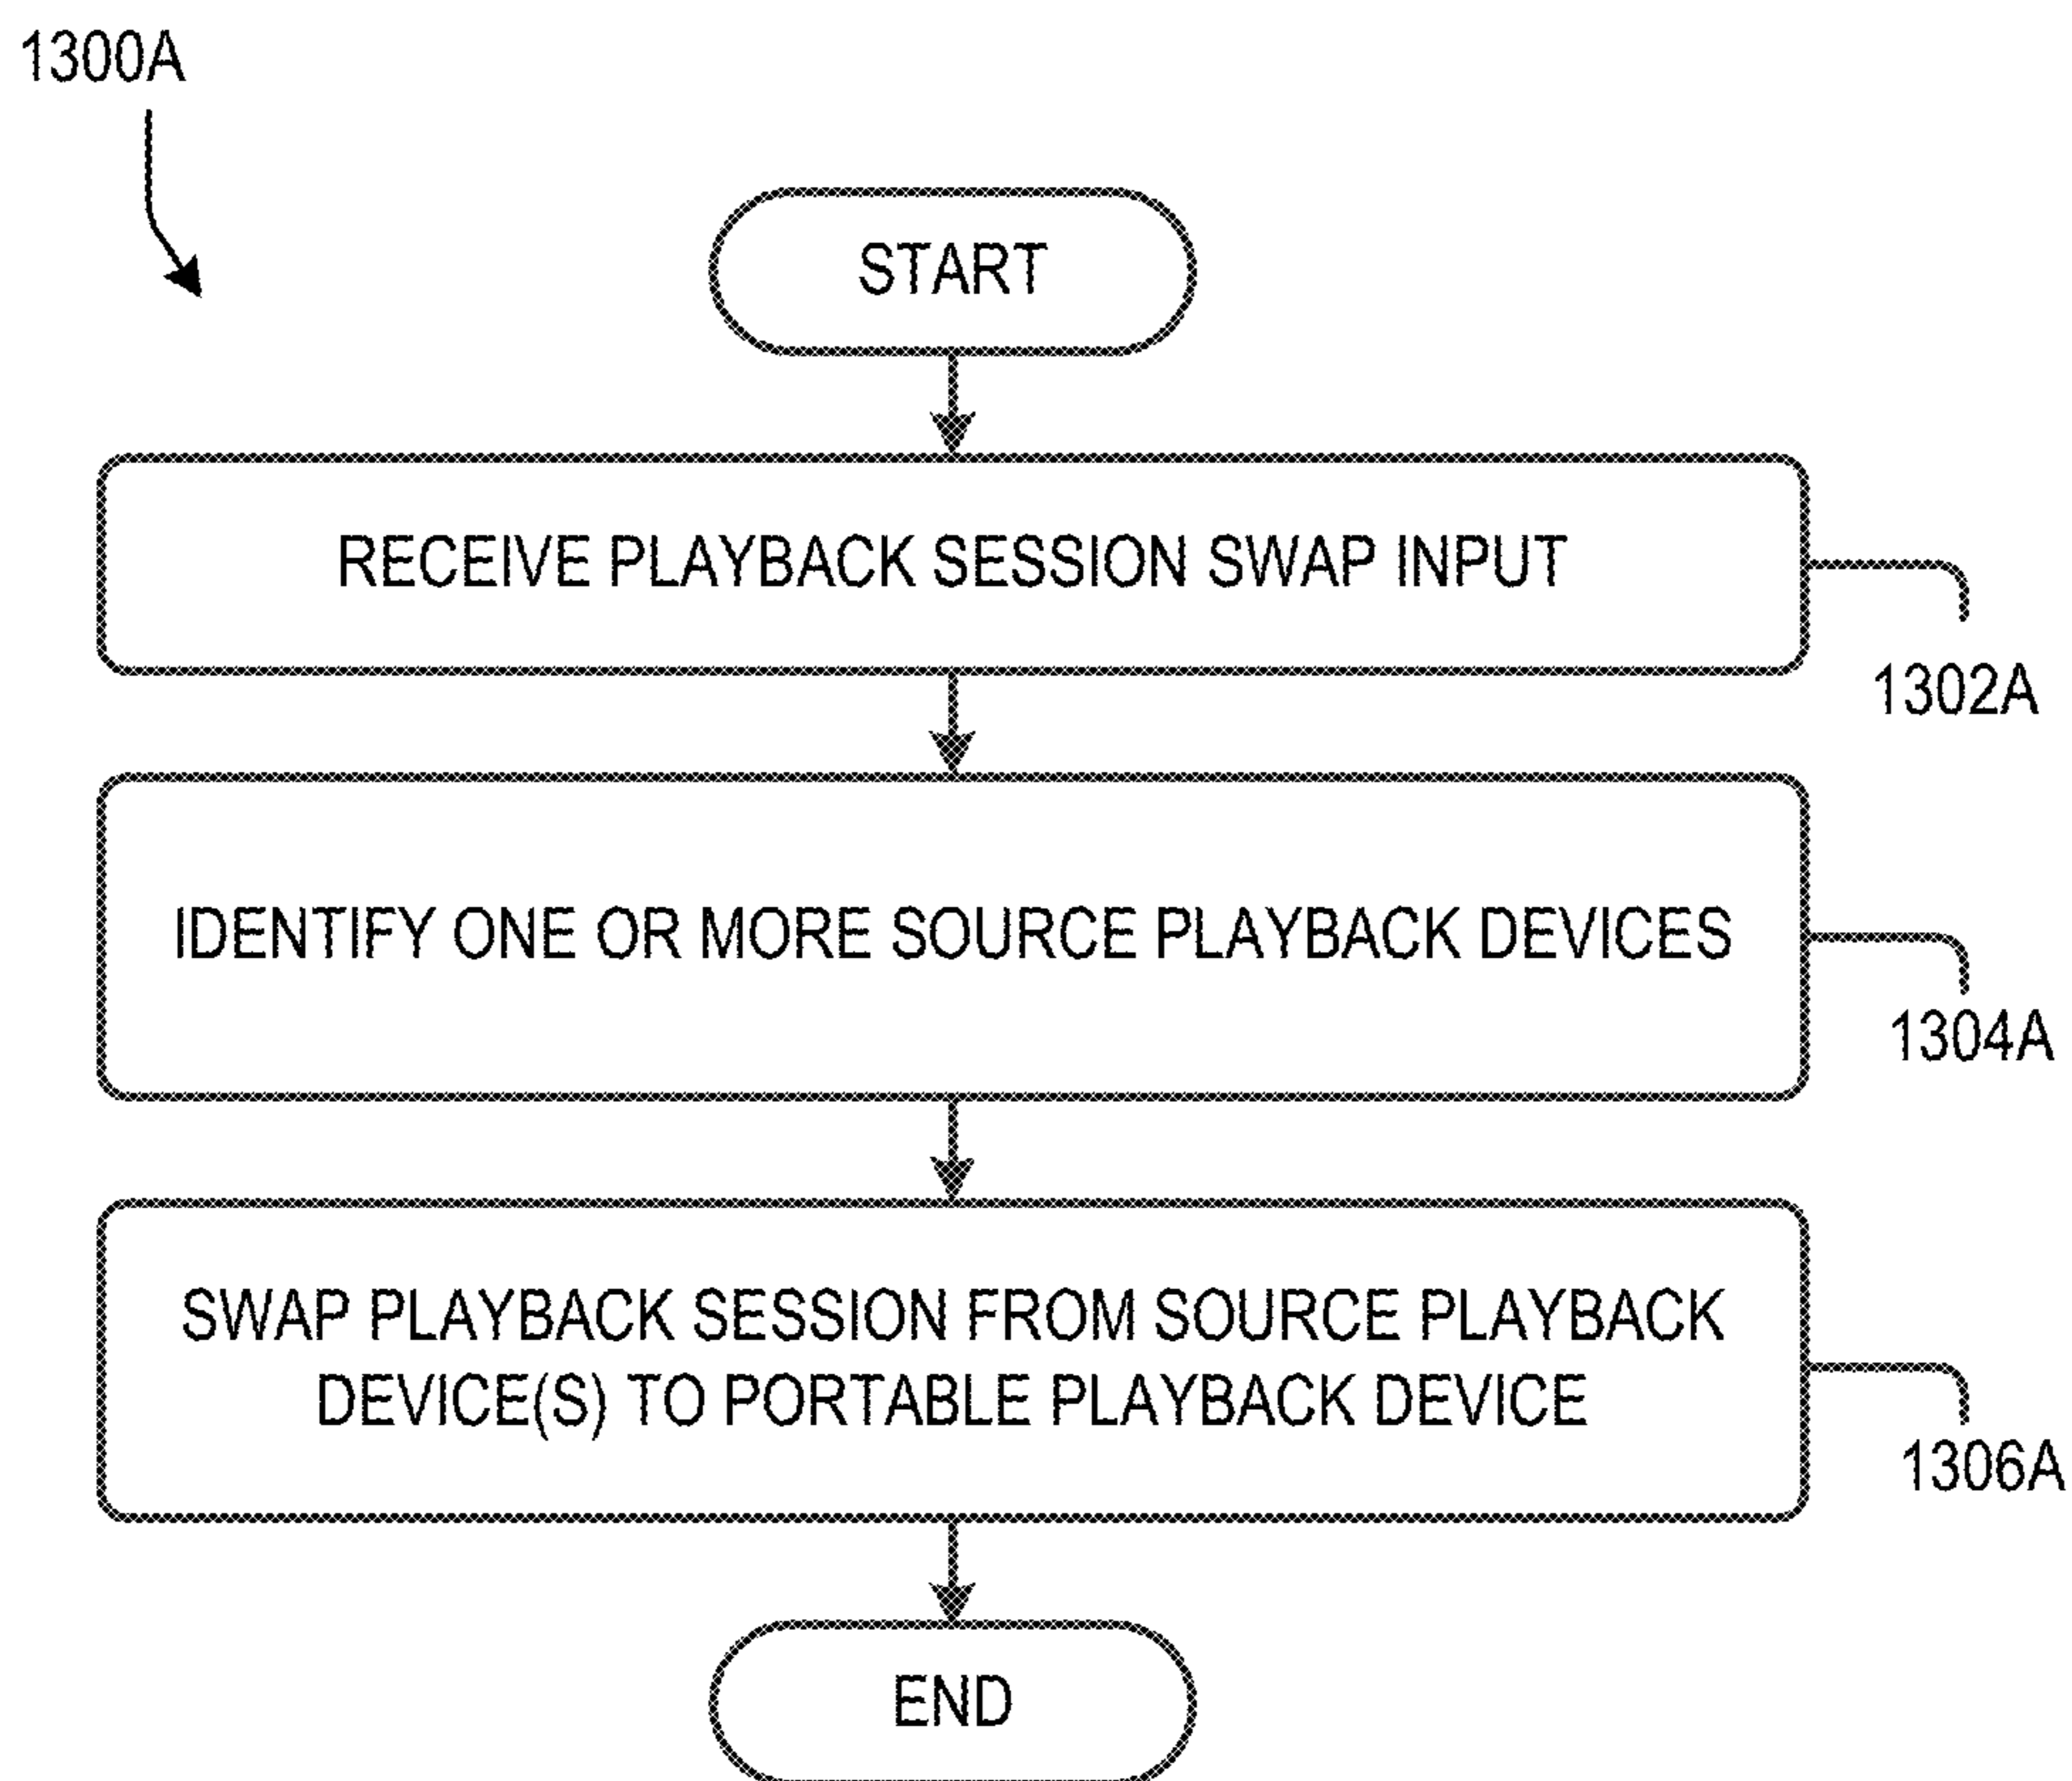 1300A
START
RECEIVE PLAYBACK SESSION SWAP INPUT
1302A
IDENTIFY ONE OR MORE SOURCE PLAYBACK DEVICES
1304A
SWAP PLAYBACK SESSION FROM SOURCE PLAYBACK
DEVICE(S) TO PORTABLE PLAYBACK DEVICE
1306A
END